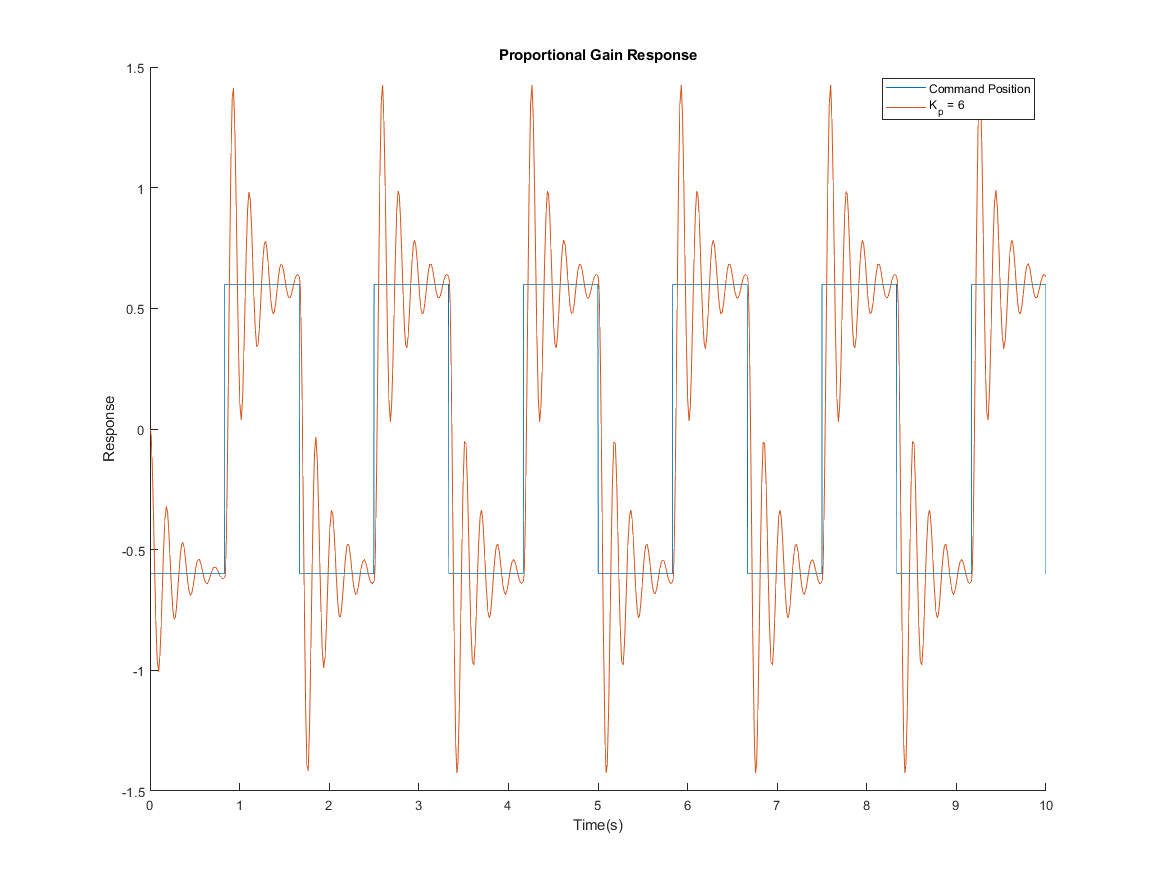 Proportional Gain Response
1.5
1
0.5
0
-0.5
-1
-1.5
Response
Command Position
Kp = 6
0 1 2 3 4 5 6 7 8 9 10
Time(s)